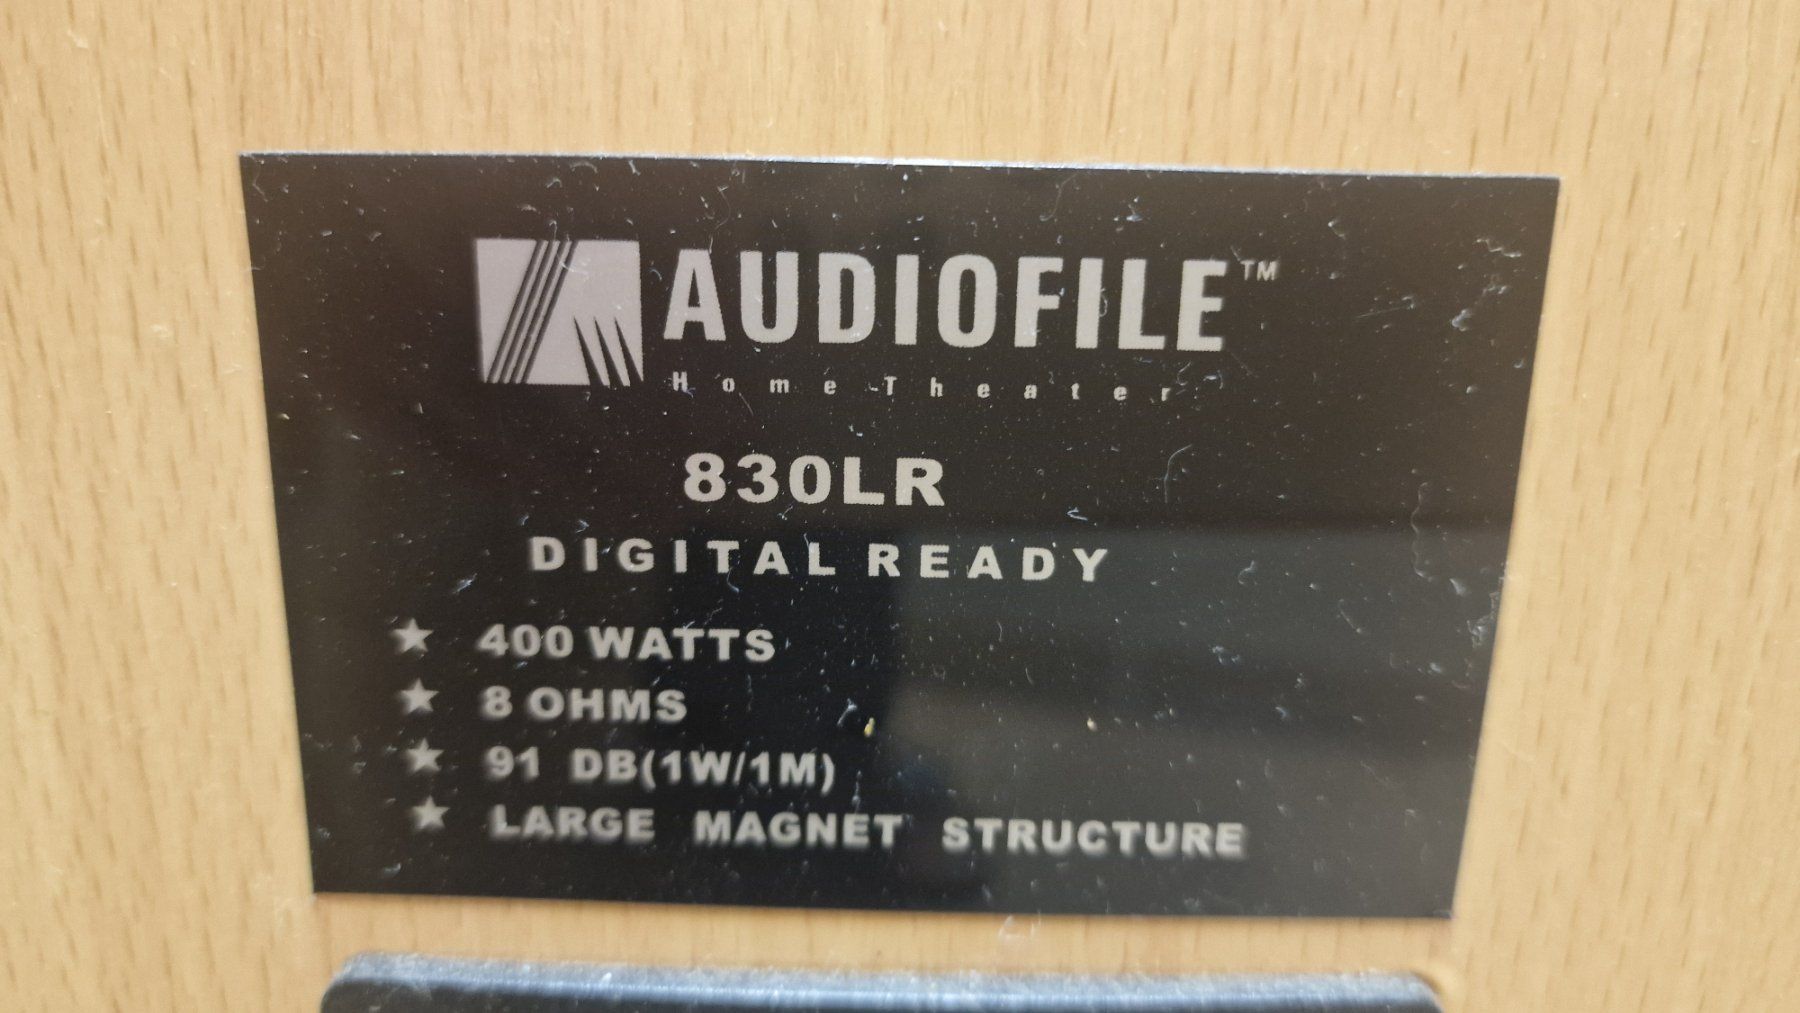 AUDIOFILE™
Home Theater
830LR
DIGITAL READY
★ 400 WATTS
★ 8 OHMS
★ 91 DB(1W/1M)
★ LARGE MAGNET STRUCTURE